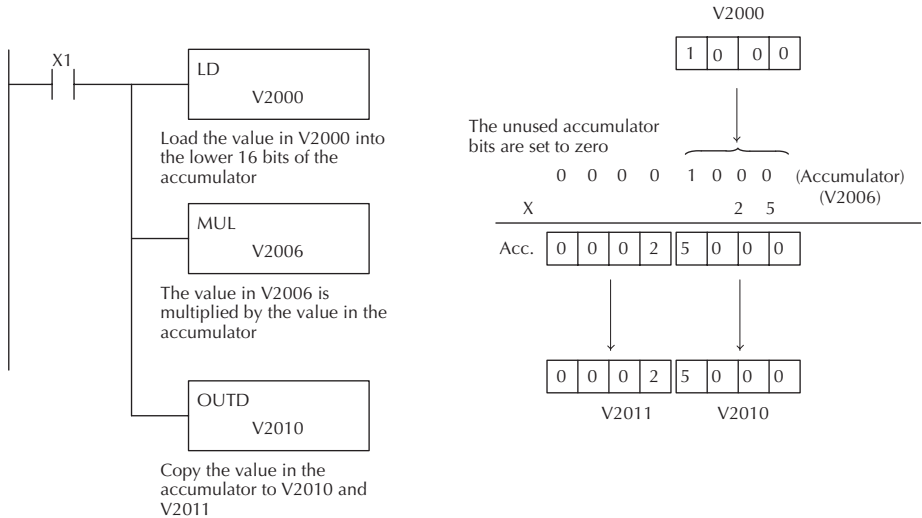 X1
LD
V2000
Load the value in V2000 into
the lower 16 bits of the
accumulator
MUL
V2006
The value in V2006 is
multiplied by the value in the
accumulator
OUTD
V2010
Copy the value in the
accumulator to V2010 and
V2011
V2000
1 0 0 0
The unused accumulator
bits are set to zero
0 0 0 0 1 0 0 0 (Accumulator)
(V2006)
X 2 5
Acc. 0 0 0 2 5 0 0 0
0 0 0 2 5 0 0 0
V2011 V2010